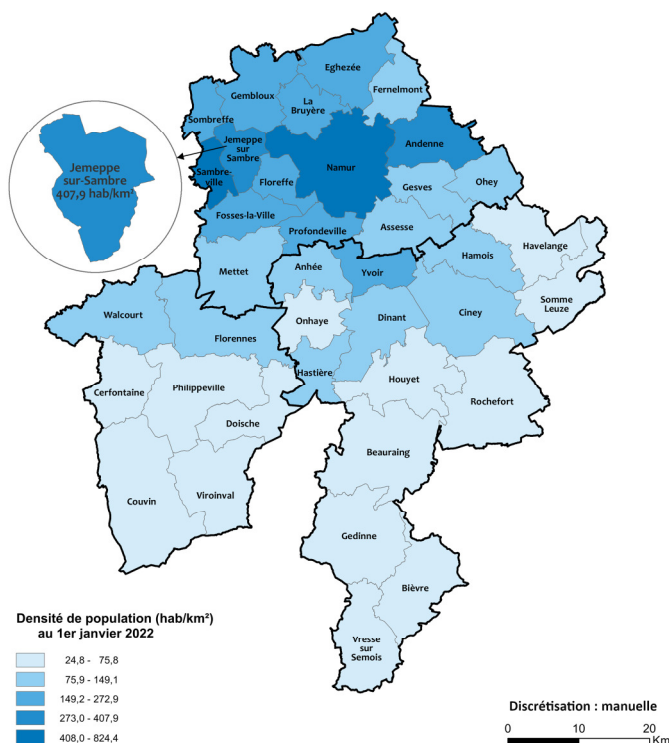 Eghezée
Fernelmont
Gembloux
La
Bruyère
Sombreffe
Jemeppe
sur
Sambre
Andenne
Namur
Jemeppe
sur-Sambre
407,9 hab/km²
Sambre-
ville
Floreffe
Gesves
Ohey
Fosses-la-Ville
Profondeville
Assesse
Havelange
Hamois
Mettet
Anhée
Yvoir
Somme
Leuze
Walcourt
Onhaye
Dinant
Ciney
Florennes
Hastière
Houyet
Cerfontaine
Philippeville
Rochefort
Doische
Beauraing
Couvin
Viroinval
Gedinne
Bièvre
Vresse
sur
Semois
Densité de population (hab/km²)
au 1er janvier 2022
24,8 - 75,8
75,9 - 149,1
149,2 - 272,9
273,0 - 407,9
408,0 - 824,4
Discrétisation : manuelle
0 10 20
Km